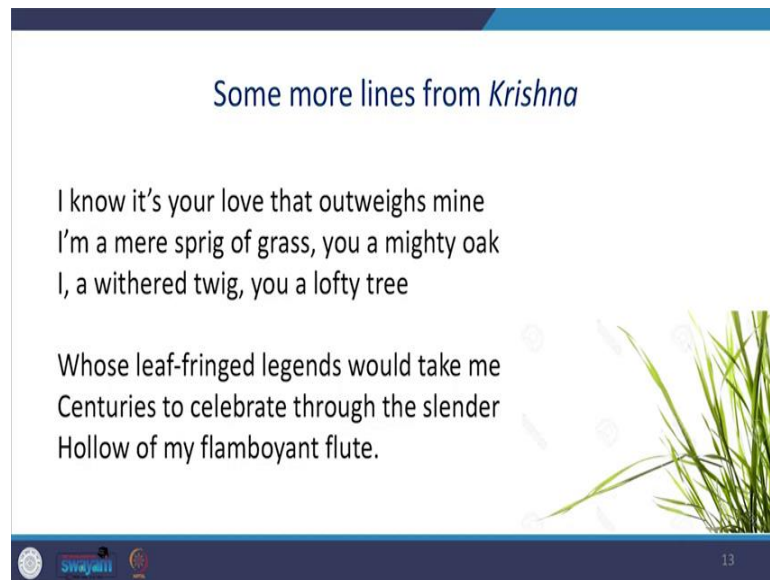 Some more lines from Krishna
I know it's your love that outweighs mine
I'm a mere sprig of grass, you a mighty oak
I, a withered twig, you a lofty tree
Whose leaf-fringed legends would take me
Centuries to celebrate through the slender
Hollow of my flamboyant flute.
swayam
13